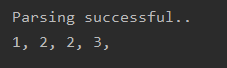 Parsing successful..
1, 2, 2, 3,